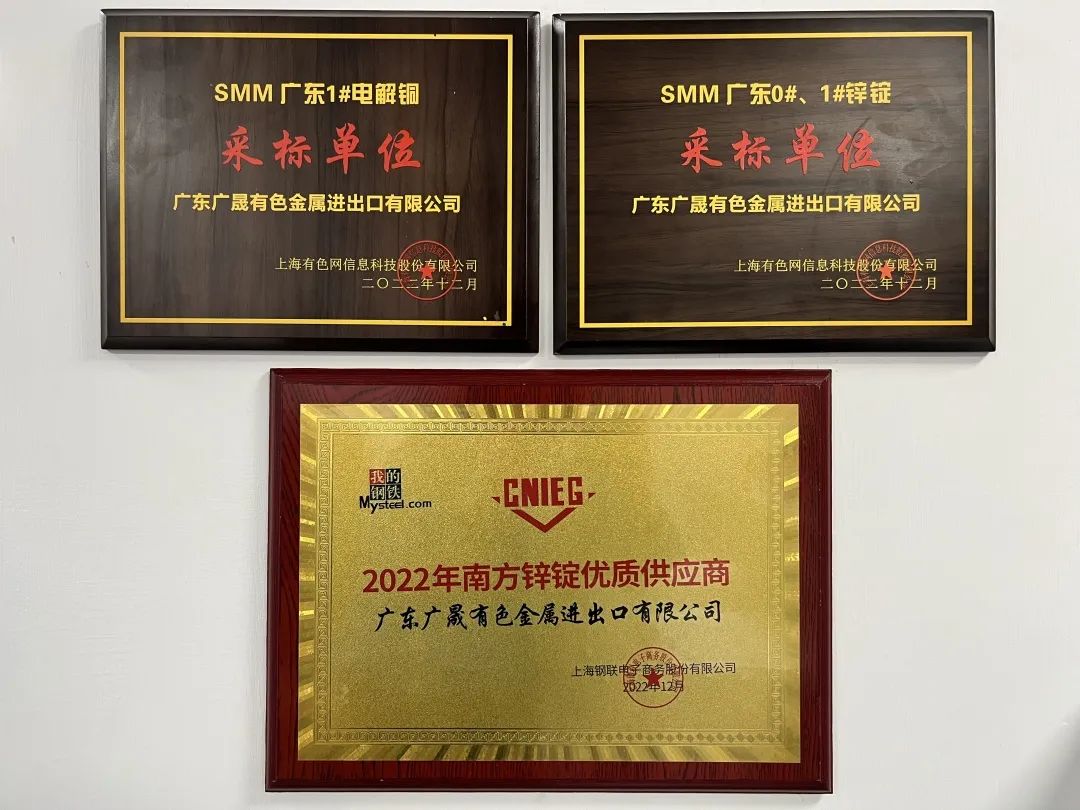 SMM 广东1#电解铜
采标单位
广东广晟有色金属进出口有限公司
上海有色网信息科技股份有限公司
二〇二二年十二月
SMM 广东0#、1#锌锭
采标单位
广东广晟有色金属进出口有限公司
上海有色网信息科技股份有限公司
二〇二二年十二月
我的
钢铁
Mysteel.com
CNIEG
2022年南方锌锭优质供应商
广东广晟有色金属进出口有限公司
上海钢联电子商务股份有限公司
2022年12月